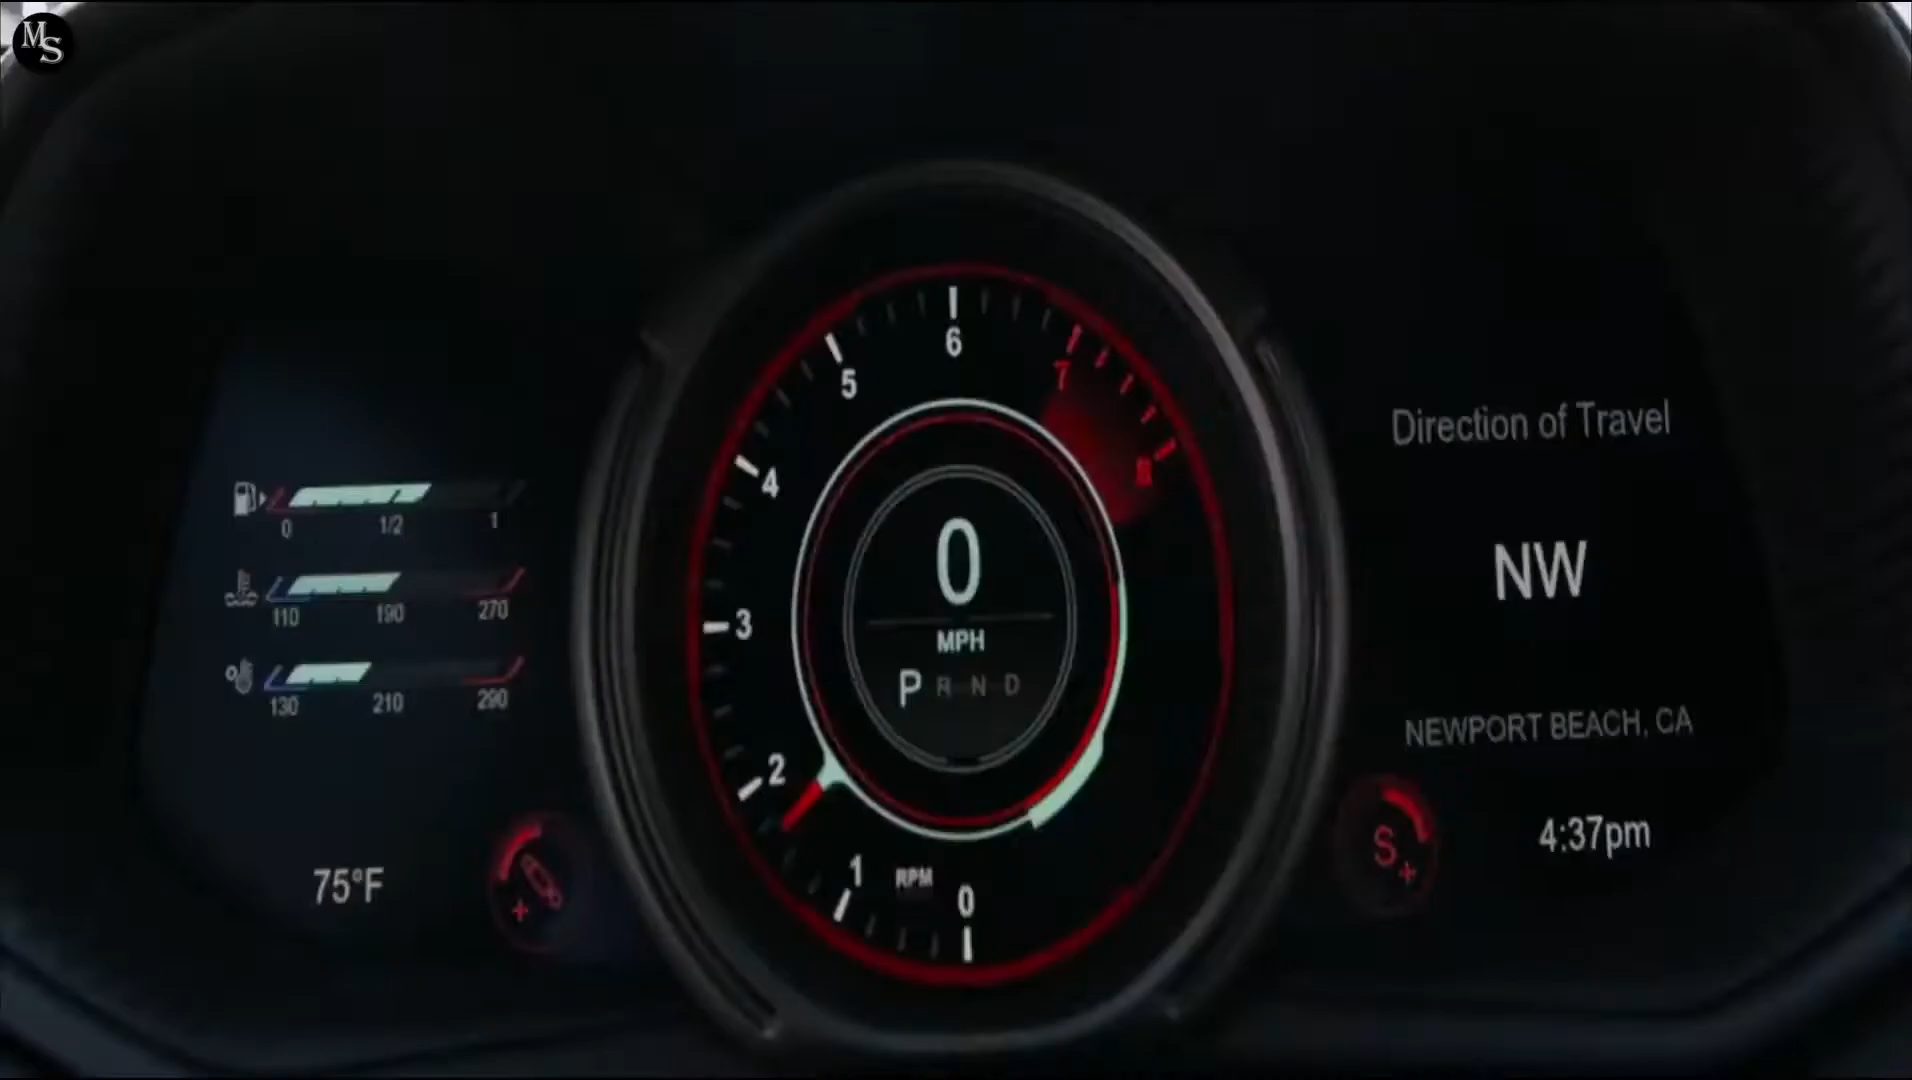 MS
6
5
7
4
8
3
2
1
0
RPM
0
MPH
P R N D
0 1/2 1
110 190 270
130 210 290
75°F
+
Direction of Travel
NW
NEWPORT BEACH, CA
4:37pm
S+